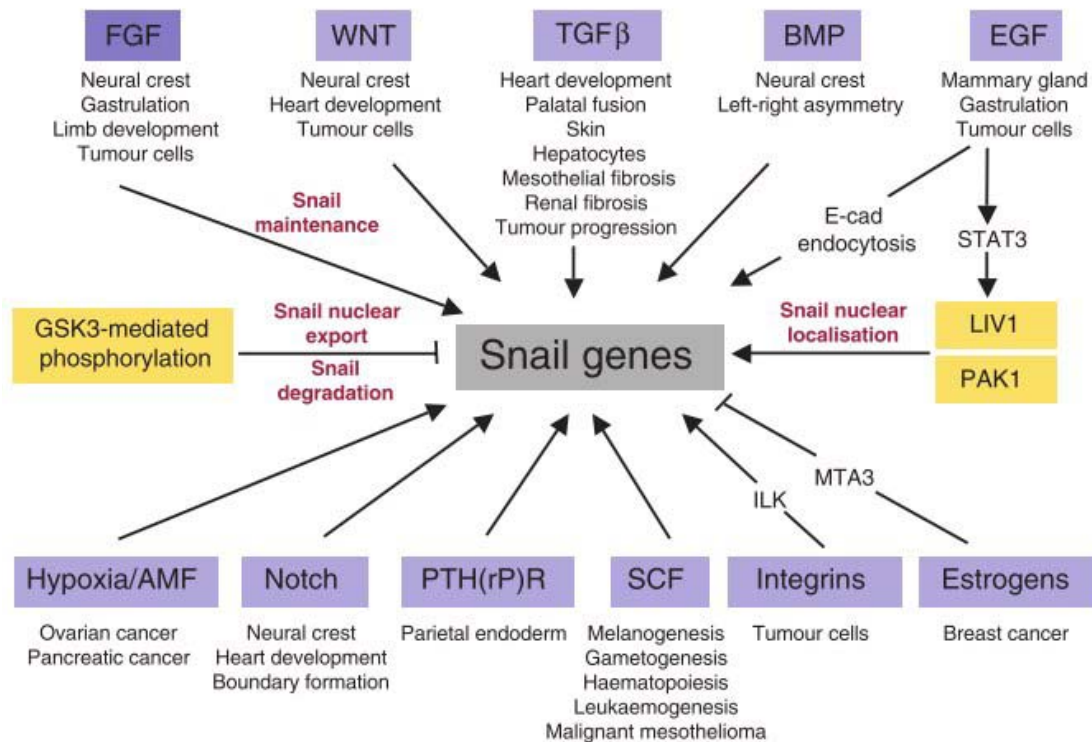 FGF
Neural crest
Gastrulation
Limb development
Tumour cells
WNT
Neural crest
Heart development
Tumour cells
TGFβ
Heart development
Palatal fusion
Skin
Hepatocytes
Mesothelial fibrosis
Renal fibrosis
Tumour progression
BMP
Neural crest
Left-right asymmetry
EGF
Mammary gland
Gastrulation
Tumour cells
Snail
maintenance
E-cad
endocytosis
STAT3
GSK3-mediated
phosphorylation
Snail nuclear
export
Snail
degradation
Snail genes
Snail nuclear
localisation
LIV1
PAK1
ILK
MTA3
Hypoxia/AMF
Ovarian cancer
Pancreatic cancer
Notch
Neural crest
Heart development
Boundary formation
PTH(rP)R
Parietal endoderm
SCF
Melanogenesis
Gametogenesis
Haematopoiesis
Leukaemogenesis
Malignant mesothelioma
Integrins
Tumour cells
Estrogens
Breast cancer